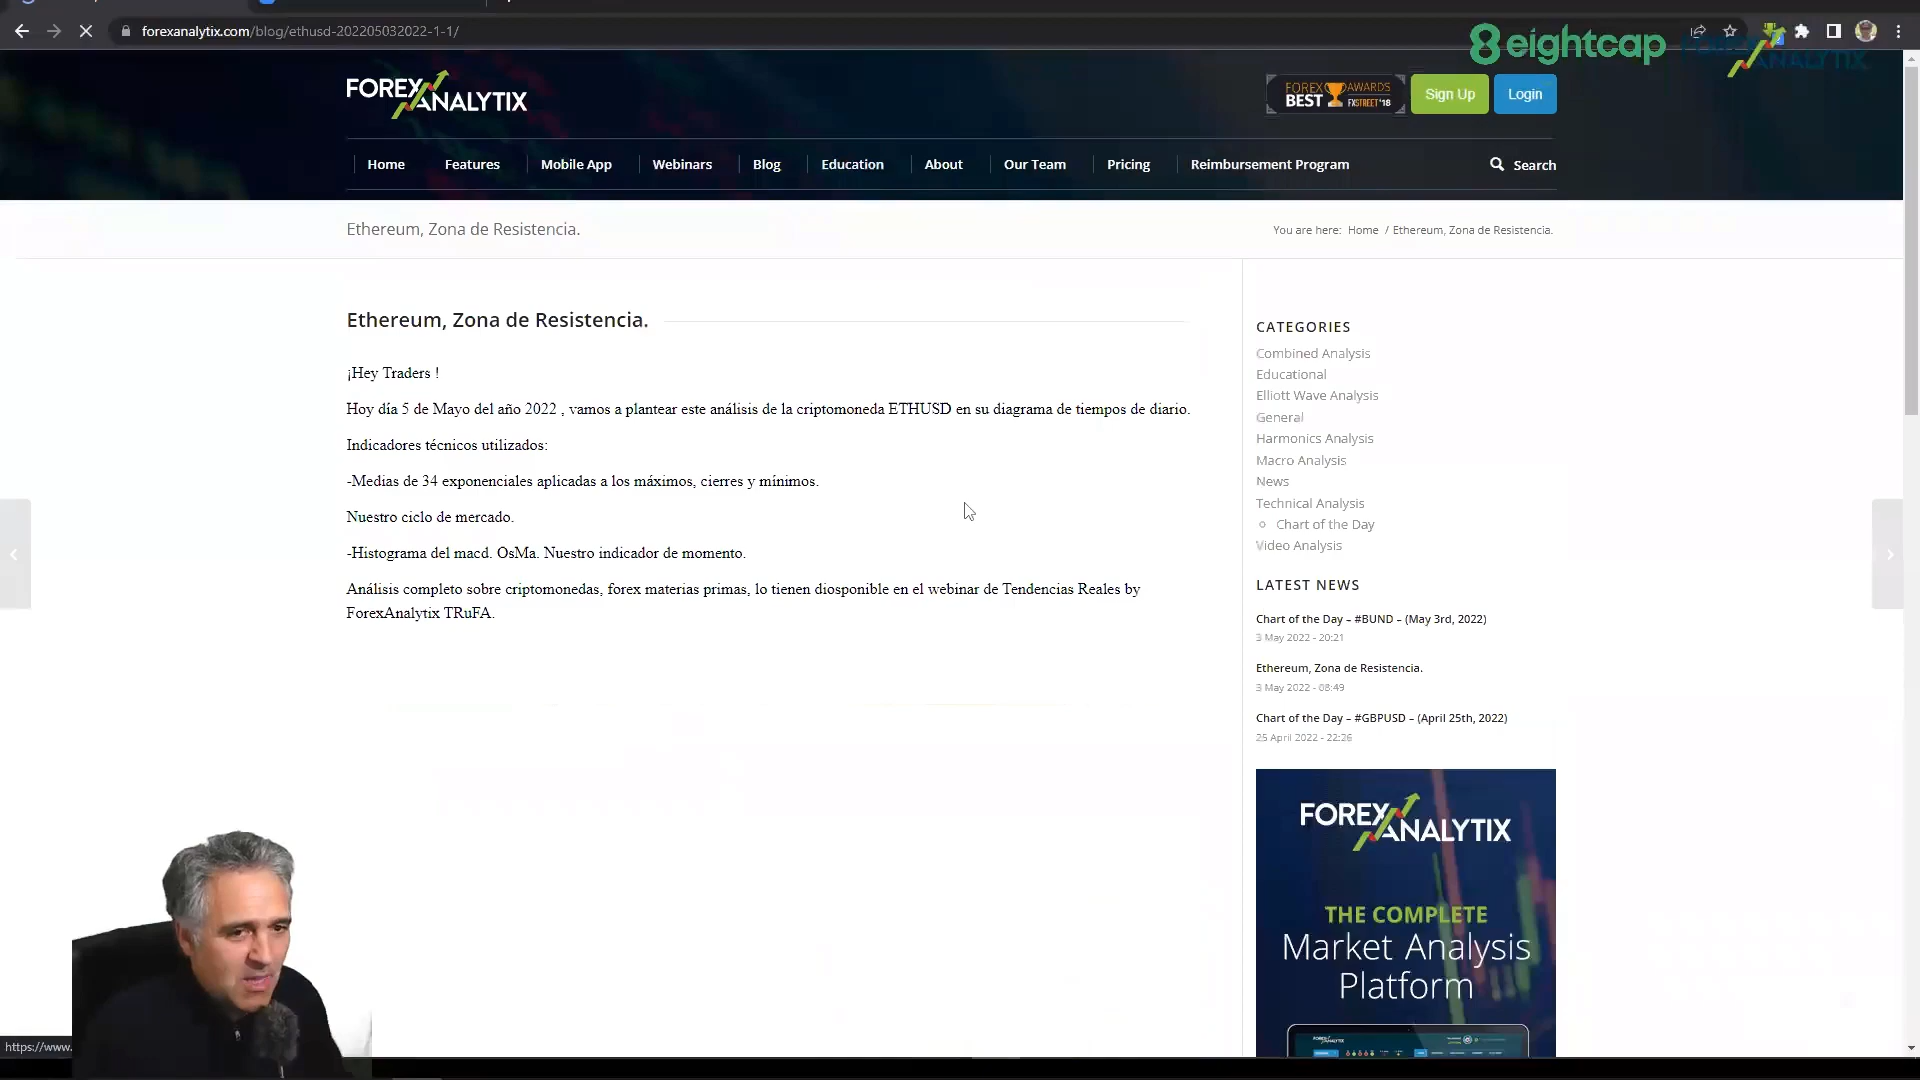 forexanalytix.com/blog/ethusd-202205032022-1-1/
8 eightcap
FOREX ANALYTIX
FOREX AWARDS
BEST FXSTREET '18
Sign Up
Login
Home
Features
Mobile App
Webinars
Blog
Education
About
Our Team
Pricing
Reimbursement Program
Search
Ethereum, Zona de Resistencia.
You are here: Home / Ethereum, Zona de Resistencia.
Ethereum, Zona de Resistencia.
¡Hey Traders !
Hoy día 5 de Mayo del año 2022 , vamos a plantear este análisis de la criptomoneda ETHUSD en su diagrama de tiempos de diario.
Indicadores técnicos utilizados:
-Medias de 34 exponenciales aplicadas a los máximos, cierres y mínimos.
Nuestro ciclo de mercado.
-Histograma del macd. OsMa. Nuestro indicador de momento.
Análisis completo sobre criptomonedas, forex materias primas, lo tienen diosponible en el webinar de Tendencias Reales by
ForexAnalytix TRuFA.
CATEGORIES
Combined Analysis
Educational
Elliott Wave Analysis
General
Harmonics Analysis
Macro Analysis
News
Technical Analysis
Chart of the Day
Video Analysis
LATEST NEWS
Chart of the Day – #BUND – (May 3rd, 2022)
3 May 2022 - 20:21
Ethereum, Zona de Resistencia.
3 May 2022 - 08:49
Chart of the Day – #GBPUSD – (April 25th, 2022)
25 April 2022 - 22:26
FOREX ANALYTIX
THE COMPLETE
Market Analysis
Platform
https://www.